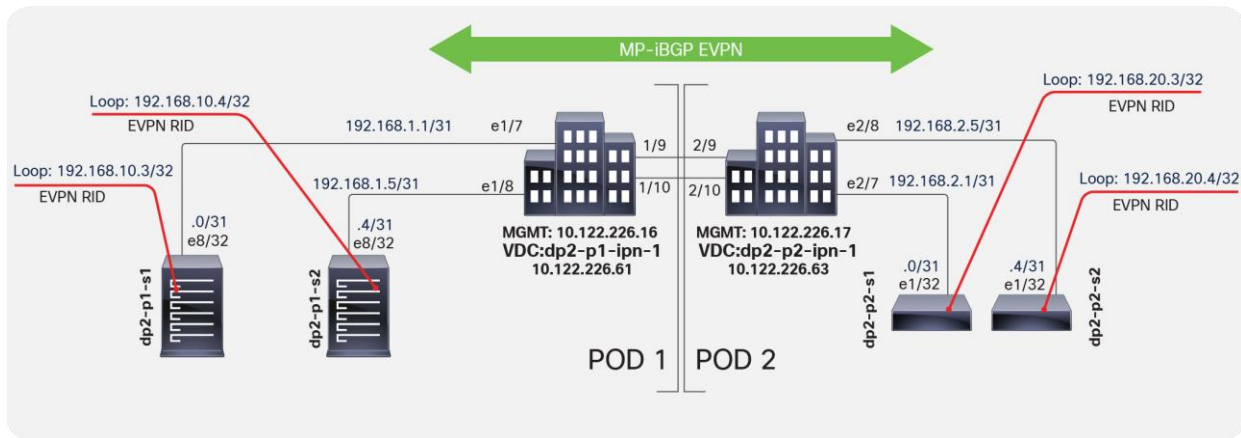 MP-iBGP EVPN
Loop: 192.168.10.4/32
EVPN RID
Loop: 192.168.10.3/32
EVPN RID
192.168.1.1/31
e1/7
192.168.1.5/31
e1/8
.0/31
e8/32
.4/31
e8/32
dp2-p1-s1
dp2-p1-s2
1/9
2/9
1/10
2/10
MGMT: 10.122.226.16
VDC:dp2-p1-ipn-1
10.122.226.61
MGMT: 10.122.226.17
VDC:dp2-p2-ipn-1
10.122.226.63
POD 1
POD 2
Loop: 192.168.20.3/32
EVPN RID
e2/8
192.168.2.5/31
e2/7
192.168.2.1/31
Loop: 192.168.20.4/32
EVPN RID
.0/31
e1/32
.4/31
e1/32
dp2-p2-s1
dp2-p2-s2